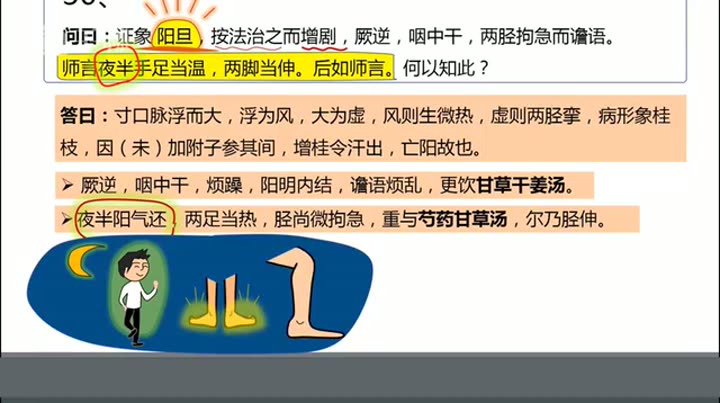 30、
问曰：证象阳旦，按法治之而增剧，厥逆，咽中干，两胫拘急而谵语。
师言夜半手足当温，两脚当伸。后如师言。何以知此？
答曰：寸口脉浮而大，浮为风，大为虚，风则生微热，虚则两胫挛，病形象桂
枝，因（未）加附子参其间，增桂令汗出，亡阳故也。
➢ 厥逆，咽中干，烦躁，阳明内结，谵语烦乱，更饮甘草干姜汤。
➢ 夜半阳气还，两足当热，胫尚微拘急，重与芍药甘草汤，尔乃胫伸。